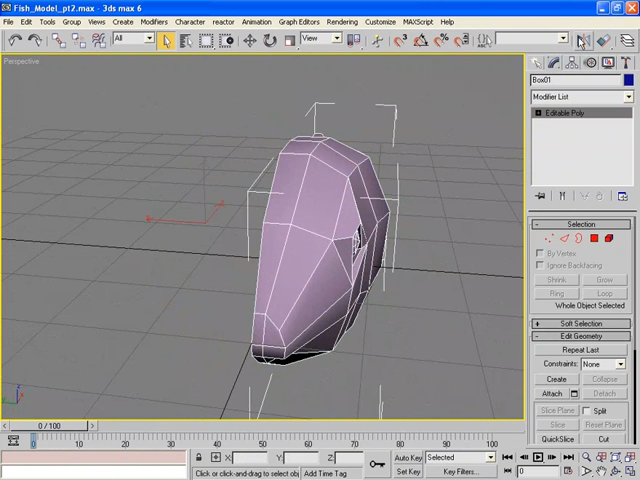 Fish_Model_pt2.max - 3ds max 6
File Edit Tools Group Views Create Modifiers Character reactor Animation Graph Editors Rendering Customize MAXScript Help
All View
Perspective
Box01
Modifier List
Editable Poly
Selection
By Vertex
Ignore Backfacing
Shrink Grow
Ring Loop
Whole Object Selected
Soft Selection
Edit Geometry
Repeat Last
Constraints: None
Create Collapse
Attach Detach
Slice Plane Split
Slice Reset Plane
QuickSlice Cut
0 / 100
0 10 20 30 40 50 60 70 80 90 100
X: Y: Z: Auto Key Selected
Click or click-and-drag to select obj Add Time Tag Set Key Key Filters... 0